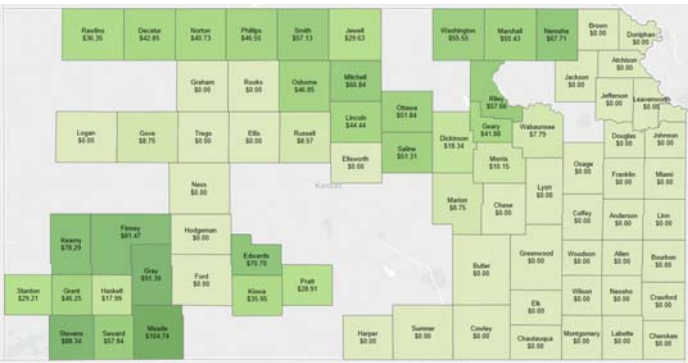 Rawlins
$36.35
Decatur
$42.85
Norton
$40.73
Phillips
$46.55
Smith
$57.13
Jewell
$29.63
Washington
$55.55
Marshall
$50.43
Nemaha
$67.71
Brown
$0.00
Doniphan
$0.00
Atchison
$0.00
Graham
$0.00
Rooks
$0.00
Osborne
$46.85
Mitchell
$60.84
Jackson
$0.00
Jefferson
$0.00
Leavenworth
$0.00
Riley
Ottawa
$51.84
Lincoln
$44.44
Logan
$0.00
Gove
$8.75
Trego
$0.00
Ellis
$0.00
Russell
$8.57
Geary
$41.88
Wabaunsee
$7.79
Douglas
$0.00
Johnson
$0.00
Dickinson
$18.34
Saline
$51.31
Ellsworth
$0.00
Morris
$10.15
Osage
$0.00
Franklin
$0.00
Miami
$0.00
Ness
$0.00
Kansas
Lyon
$0.00
Marion
$8.75
Chase
$0.00
Coffey
$0.00
Anderson
$0.00
Linn
$0.00
Hodgeman
$0.00
Finney
$81.47
Kearny
$78.29
Edwards
$75.70
Gray
$91.39
Ford
$0.00
Butler
$0.00
Greenwood
$0.00
Woodson
$0.00
Allen
$0.00
Bourbon
$0.00
Stanton
$29.21
Grant
$46.25
Haskell
$17.99
Kiowa
$35.95
Pratt
$28.91
Wilson
$0.00
Neosho
$0.00
Crawford
$0.00
Elk
$0.00
Stevens
$88.34
Seward
$57.84
Meade
$104.74
Harper
$0.00
Sumner
$0.00
Cowley
$0.00
Chautauqua
$0.00
Montgomery
$0.00
Labette
$0.00
Cherokee
$0.00